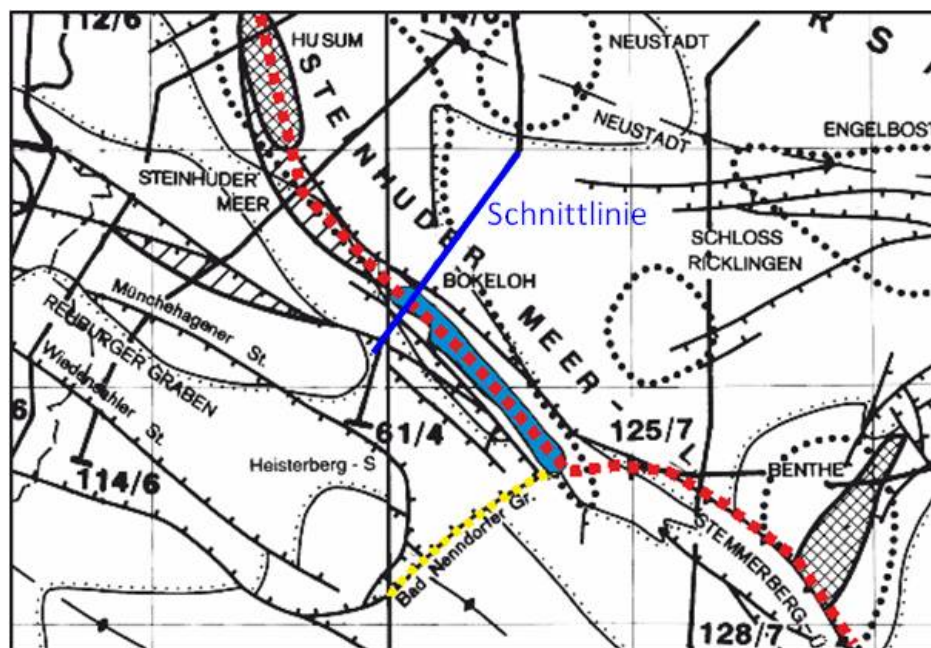 112/6
HUSUM
NEUSTADT
R S
STEINHUDER MEER - L
NEUSTADT
ENGELBOST
STEINHUDER
MEER
Schnittlinie
SCHLOSS
RICKLINGEN
BOKELOH
Münchehagener St.
REHBURGER GRABEN
Wiedensahler St.
6
61/4
125/7
Heisterberg - S
BENTHE
114/6
Bad Nenndorfer Gr.
STEMMERBERG - Ü
128/7